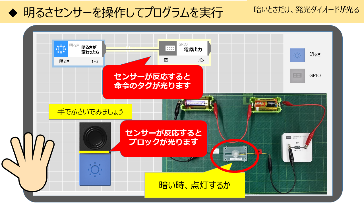 ◆ 明るさセンサーを操作してプログラムを実行
暗いときだけ、発光ダイオードが光る
センサーが反応すると
命令のタグが光ります
手でかざいてみましょう
センサーが反応すると
ブロックが光ります
暗い時、点灯するか